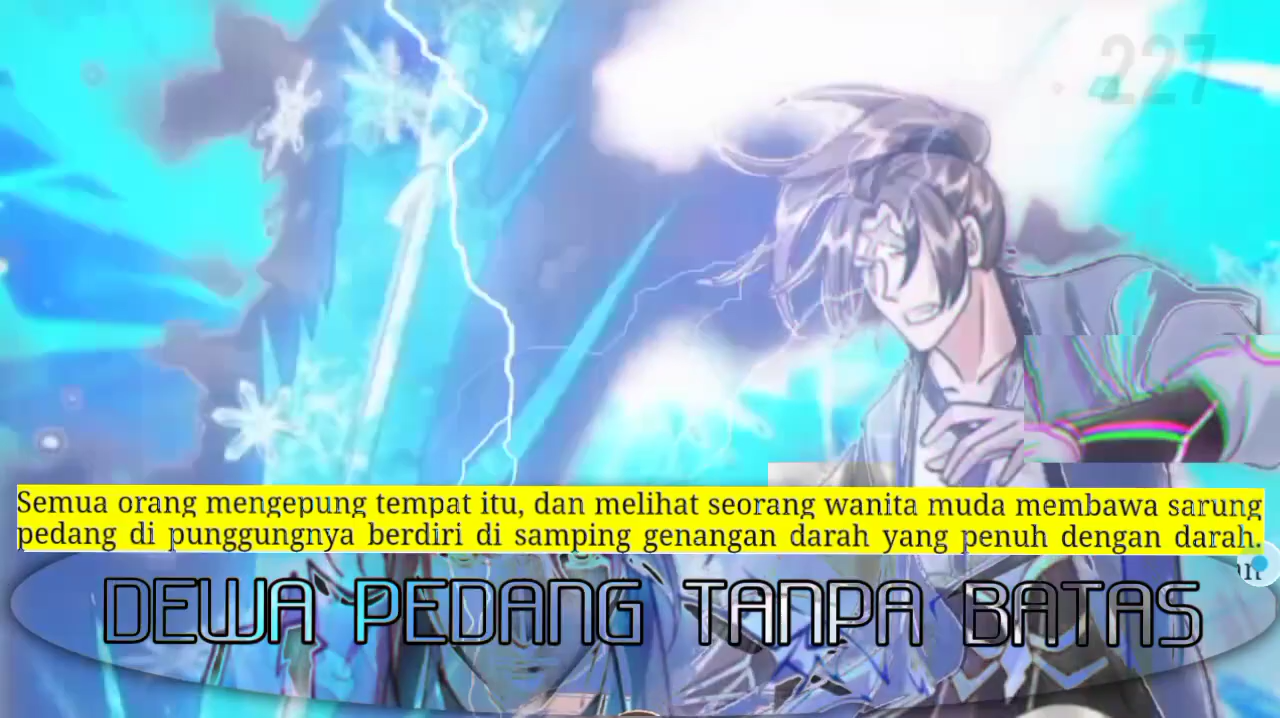 227
Semua orang mengepung tempat itu, dan melihat seorang wanita muda membawa sarung
pedang di punggungnya berdiri di samping genangan darah yang penuh dengan darah.
DEWA PEDANG TANPA BATAS